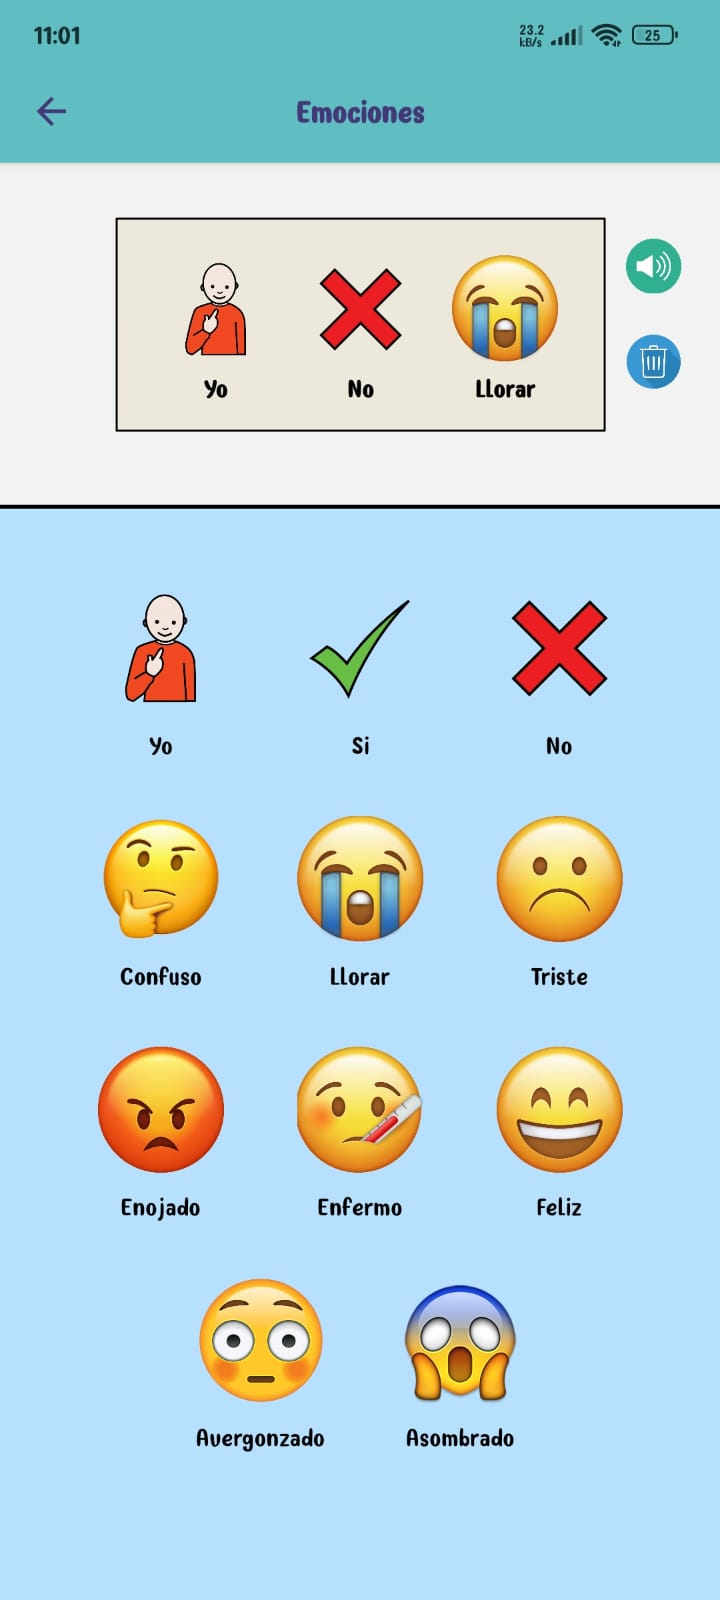 11:01
23.2
kB/s
25
Emociones
Yo No Llorar
Yo Si No
Confuso Llorar Triste
Enojado Enfermo Feliz
Avergonzado Asombrado